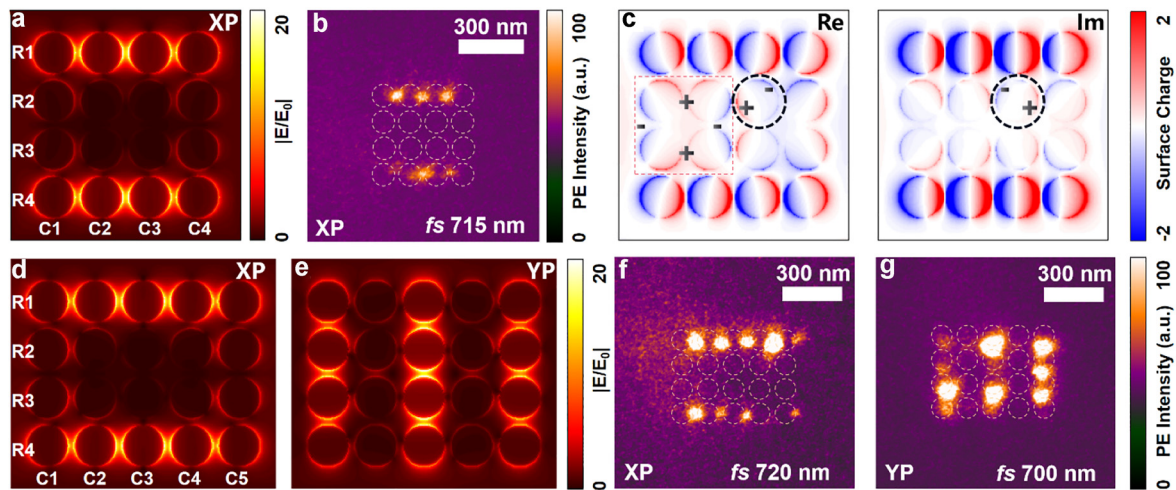 a
XP
R1
R2
R3
R4
C1 C2 C3 C4
20
|E/E0|
0
b
300 nm
XP
fs 715 nm
100
PE Intensity (a.u.)
0
c
Re
+
-
+
-
-
+
Im
-
+
2
Surface Charge
-2
d
XP
R1
R2
R3
R4
C1 C2 C3 C4 C5
e
YP
20
|E/E0|
0
f
300 nm
XP
fs 720 nm
g
300 nm
YP
fs 700 nm
100
PE Intensity (a.u.)
0